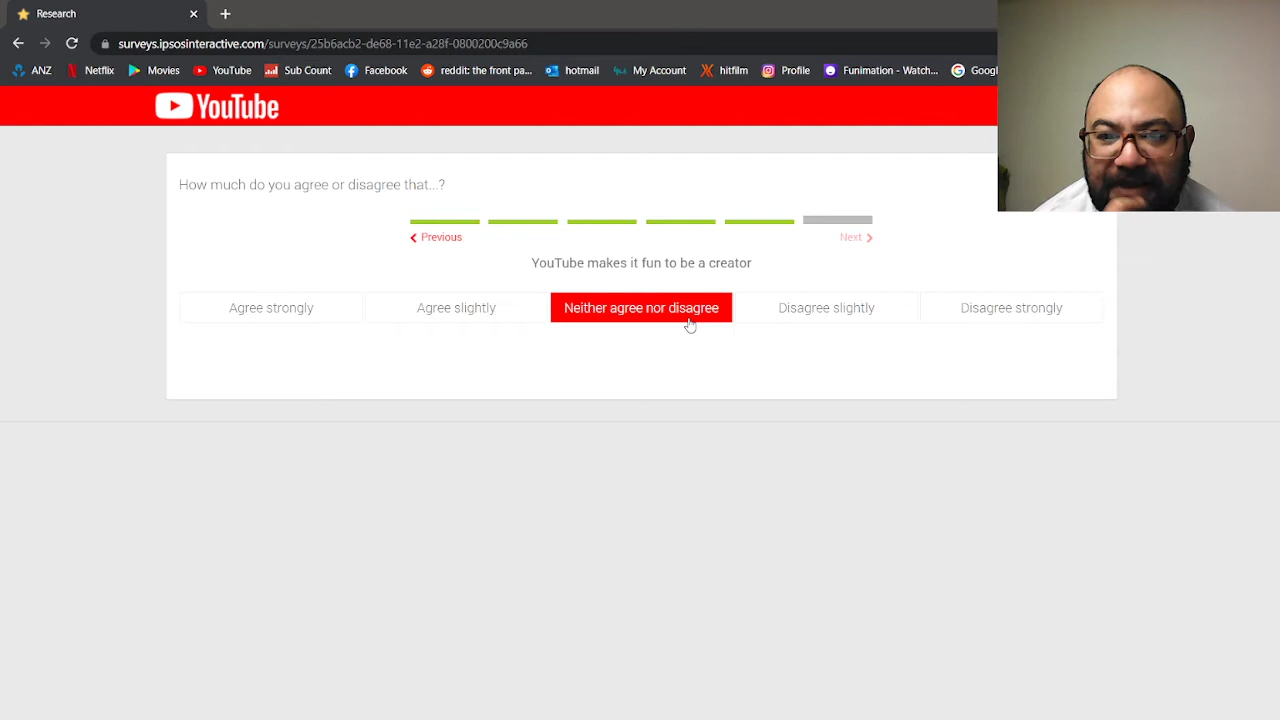 Research
surveys.ipsosinteractive.com/surveys/25b6acb2-de68-11e2-a28f-0800200c9a66
ANZ Netflix Movies YouTube Sub Count Facebook reddit: the front pa... hotmail My Account hitfilm Profile Funimation - Watch... Googl
YouTube
How much do you agree or disagree that...?
Previous Next
YouTube makes it fun to be a creator
Agree strongly Agree slightly Neither agree nor disagree Disagree slightly Disagree strongly